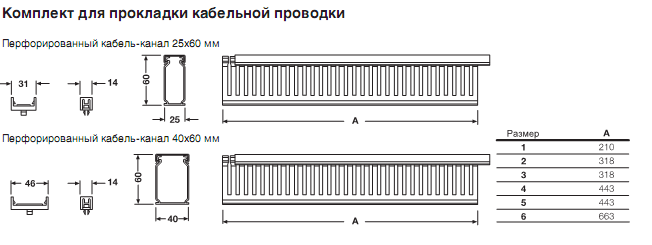 Комплект для прокладки кабельной проводки
Перфорированный кабель-канал 25x60 мм
31
14
60
25
A
Перфорированный кабель-канал 40x60 мм
46
14
60
40
A
Размер A
1 210
2 318
3 318
4 443
5 443
6 663